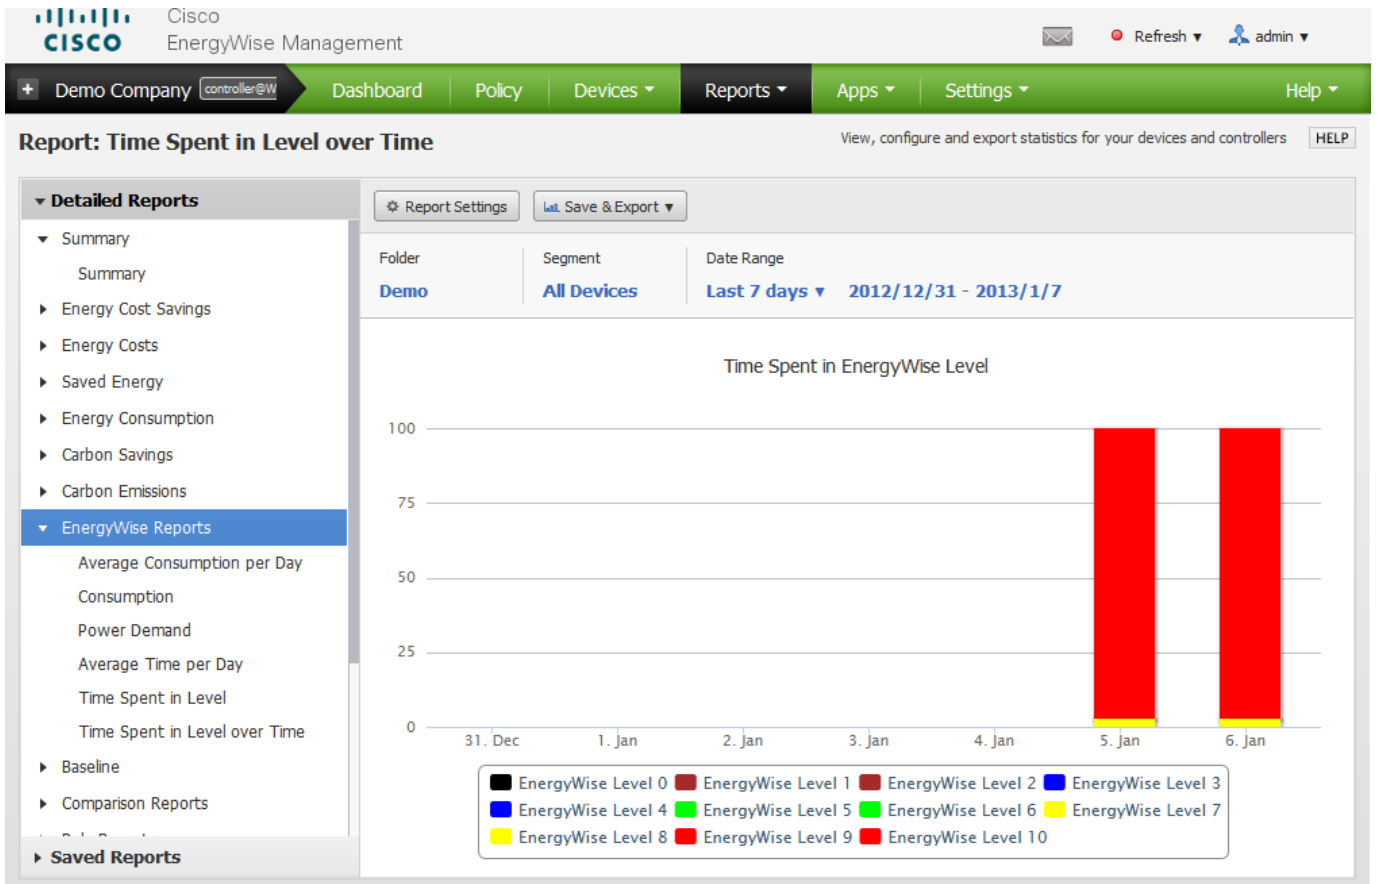 Cisco
CISCO EnergyWise Management
Refresh ▼ admin ▼
+ Demo Company controller@W Dashboard Policy Devices Reports Apps Settings Help
Report: Time Spent in Level over Time
View, configure and export statistics for your devices and controllers HELP
Detailed Reports
Report Settings Save & Export ▼
Summary
Summary
Energy Cost Savings
Energy Costs
Saved Energy
Energy Consumption
Carbon Savings
Carbon Emissions
EnergyWise Reports
Average Consumption per Day
Consumption
Power Demand
Average Time per Day
Time Spent in Level
Time Spent in Level over Time
Baseline
Comparison Reports
Saved Reports
Folder Segment Date Range
Demo All Devices Last 7 days ▼ 2012/12/31 - 2013/1/7
Time Spent in EnergyWise Level
100
75
50
25
0
31. Dec 1. Jan 2. Jan 3. Jan 4. Jan 5. Jan 6. Jan
EnergyWise Level 0 EnergyWise Level 1 EnergyWise Level 2 EnergyWise Level 3
EnergyWise Level 4 EnergyWise Level 5 EnergyWise Level 6 EnergyWise Level 7
EnergyWise Level 8 EnergyWise Level 9 EnergyWise Level 10